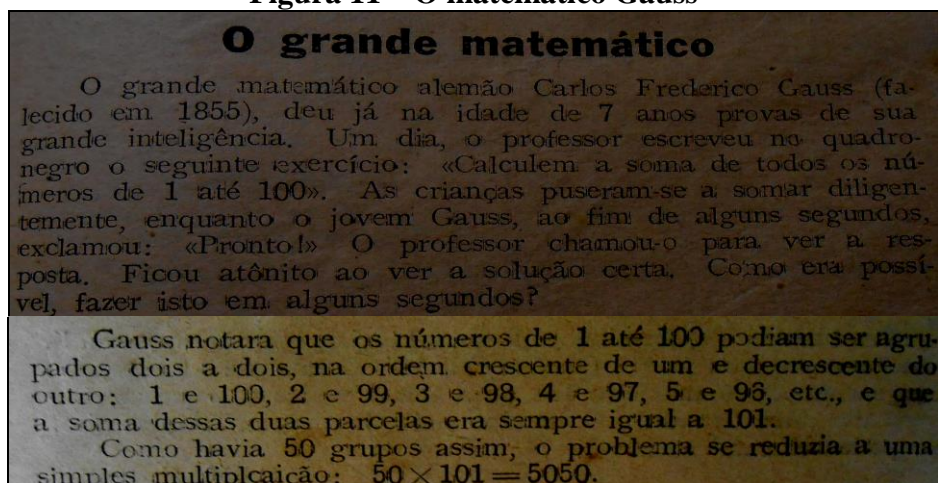 Figura 11 – O matemático Gauss
O grande matemático
O grande matemático alemão Carlos Frederico Gauss (fa-
lecido em 1855), deu já na idade de 7 anos provas de sua
grande inteligência. Um dia, o professor escreveu no quadro-
negro o seguinte exercício: «Calculem a soma de todos os nú-
meros de 1 até 100». As crianças puseram-se a somar diligen-
temente, enquanto o jovem Gauss, ao fim de alguns segundos,
exclamou: «Pronto!» O professor chamou-o para ver a res-
posta. Ficou atônito ao ver a solução certa. Como era possí-
vel, fazer isto em alguns segundos?
Gauss notara que os números de 1 até 100 podiam ser agru-
pados dois a dois, na ordem crescente de um e decrescente do
outro: 1 e 100, 2 e 99, 3 e 98, 4 e 97, 5 e 96, etc., e que
a soma dessas duas parcelas era sempre igual a 101.
Como havia 50 grupos assim, o problema se reduzia a uma
simples multiplcaição: 50 × 101 = 5050.